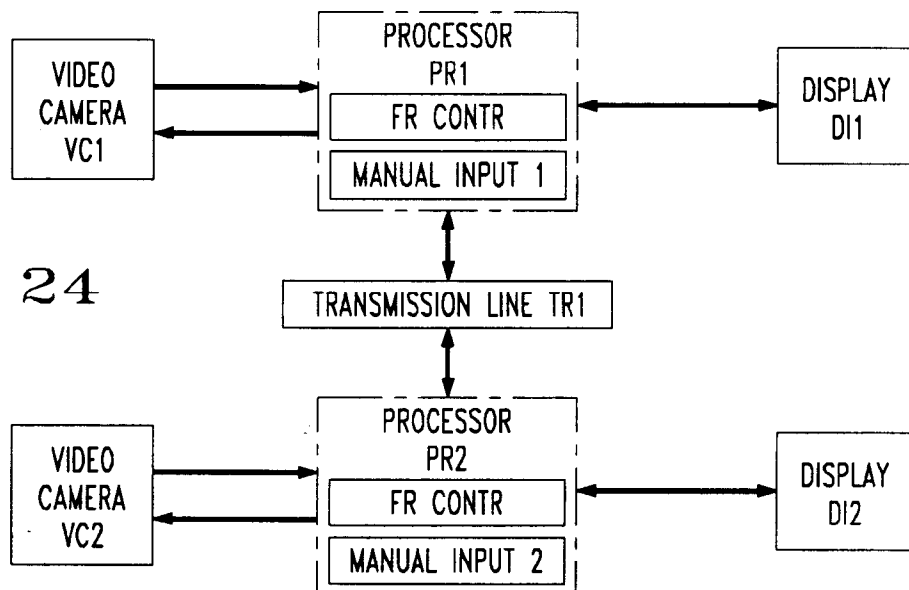 VIDEO
CAMERA
VC1
PROCESSOR
PR1
FR CONTR
MANUAL INPUT 1
DISPLAY
DI1
24
TRANSMISSION LINE TR1
VIDEO
CAMERA
VC2
PROCESSOR
PR2
FR CONTR
MANUAL INPUT 2
DISPLAY
DI2